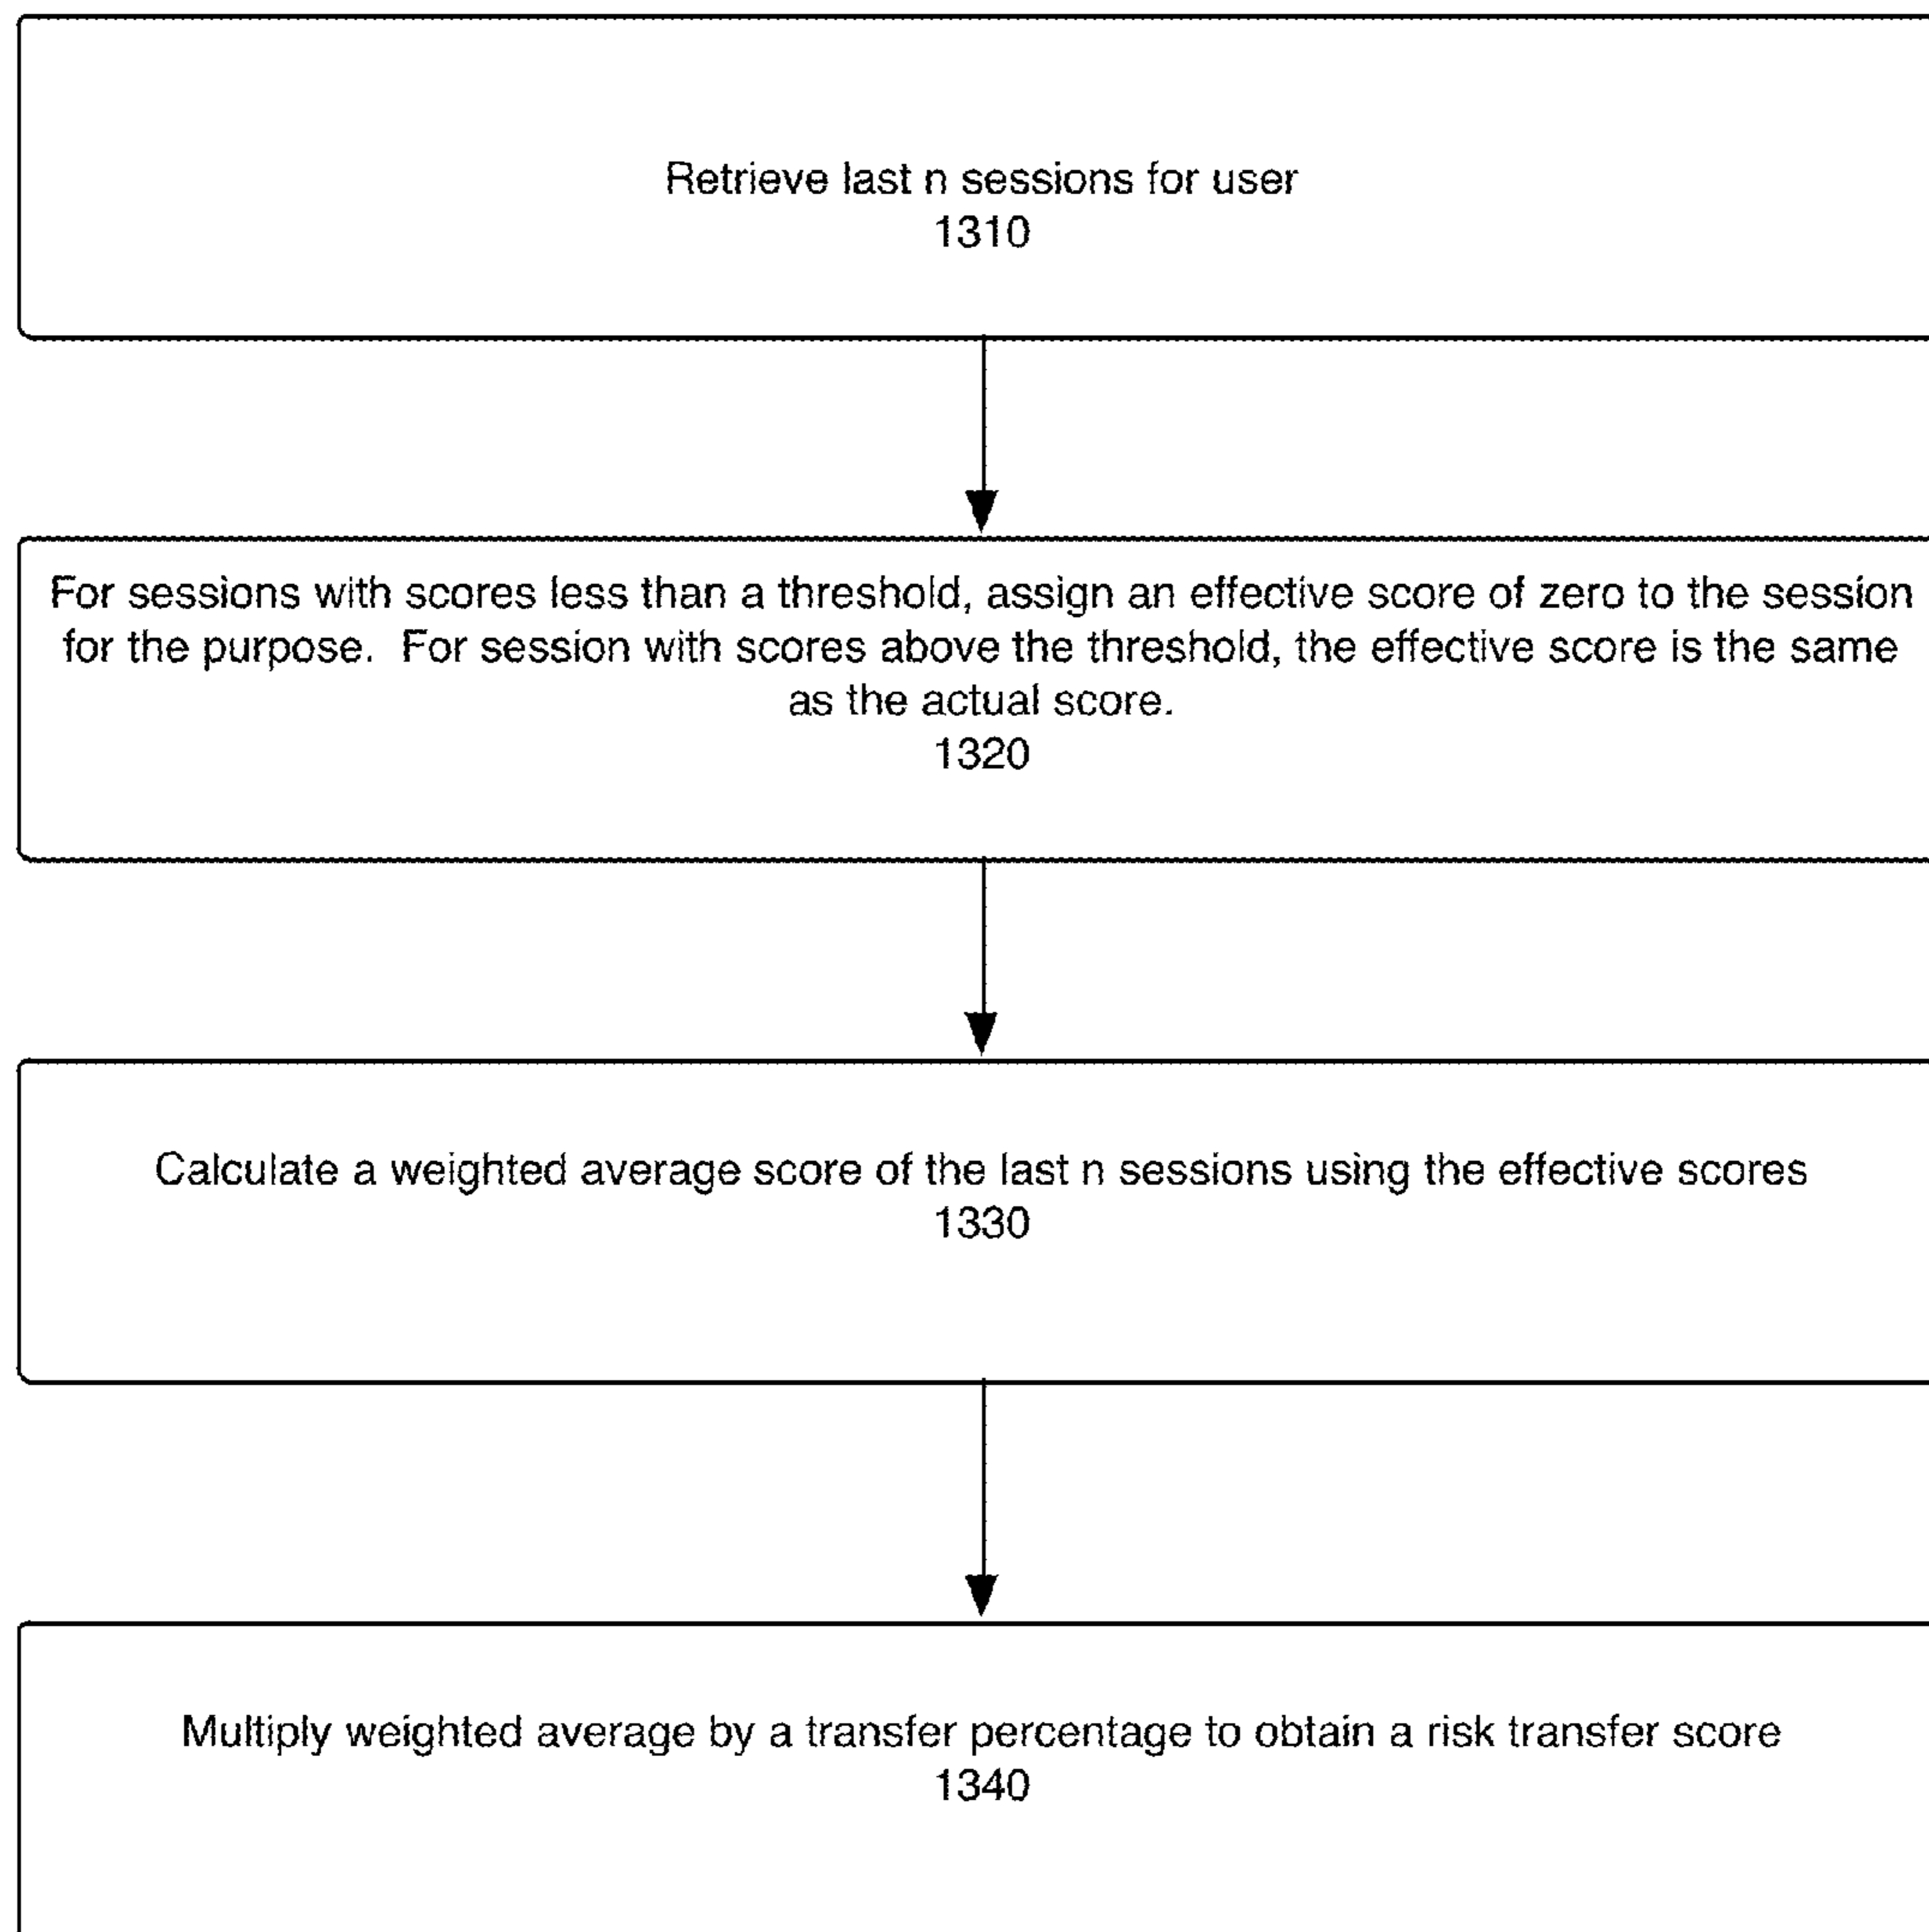 Retrieve last n sessions for user
1310
For sessions with scores less than a threshold, assign an effective score of zero to the session
for the purpose.  For session with scores above the threshold, the effective score is the same
as the actual score.
1320
Calculate a weighted average score of the last n sessions using the effective scores
1330
Multiply weighted average by a transfer percentage to obtain a risk transfer score
1340